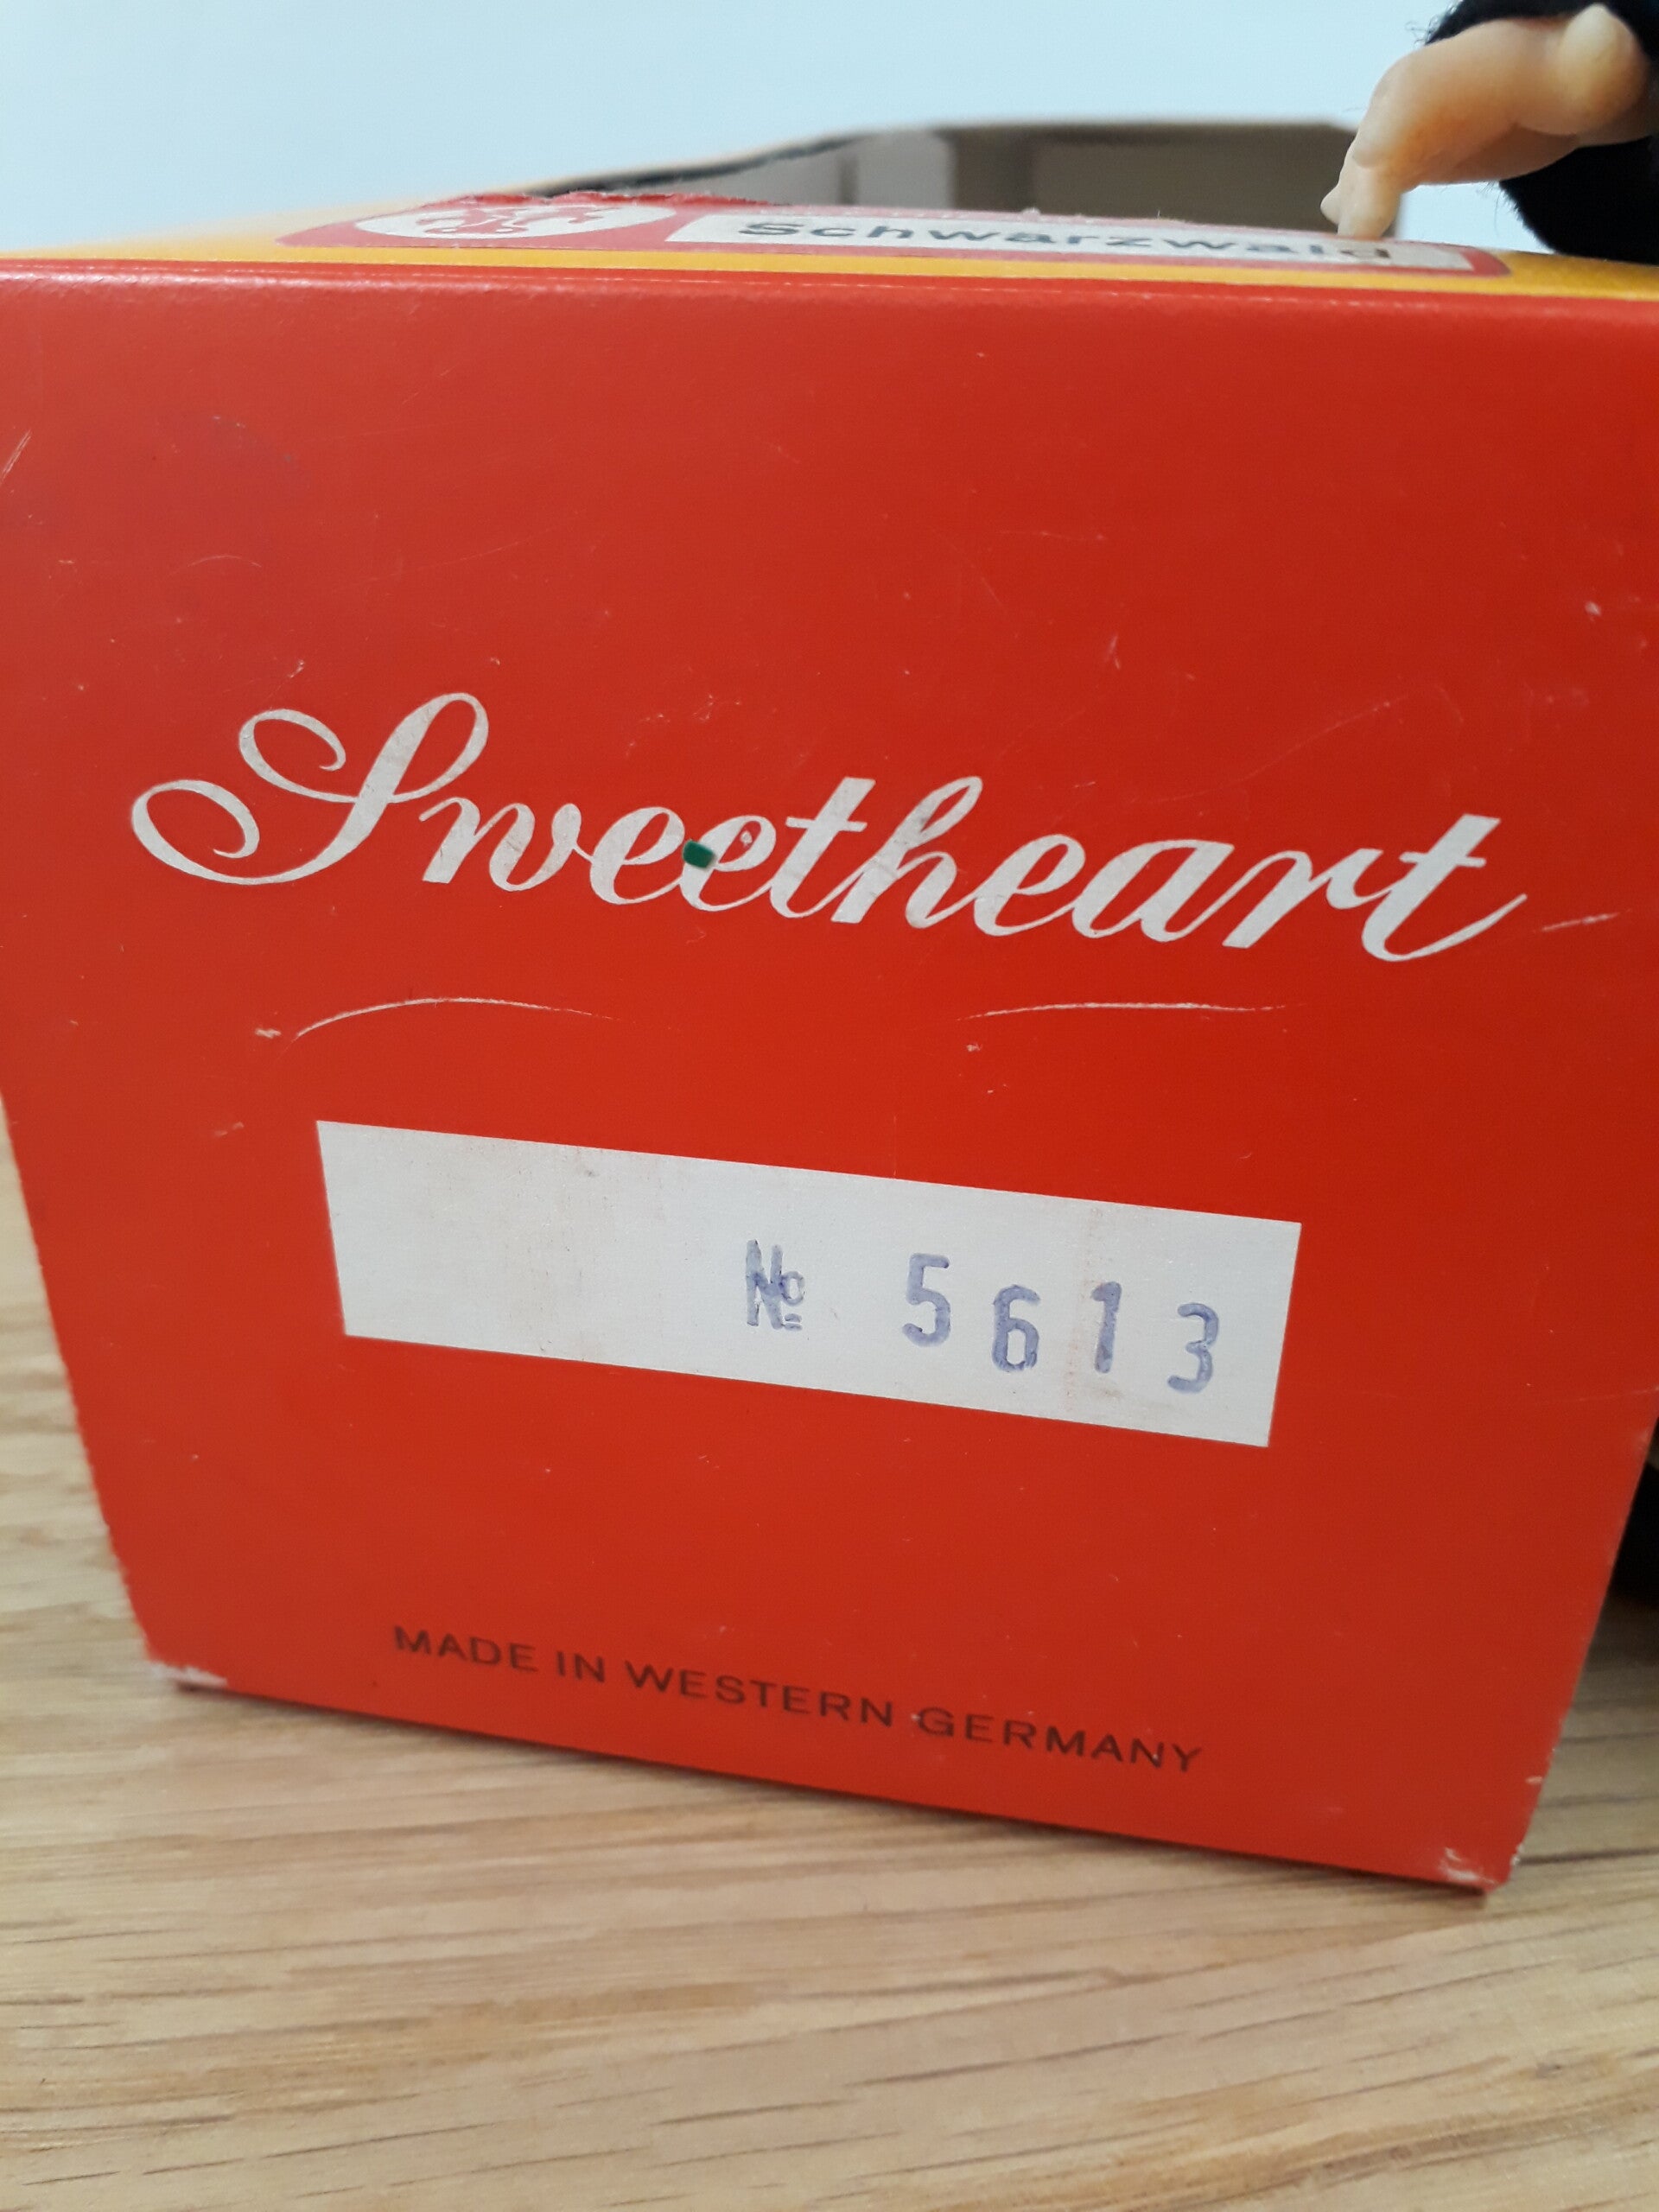 Schwarzwald
Sweetheart
№ 5613
MADE IN WESTERN GERMANY